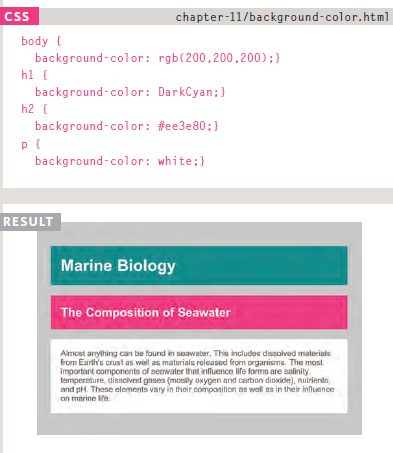 CSS
chapter-11/background-color.html
body {
background-color: rgb(200,200,200);}
h1 {
background-color: DarkCyan;}
h2 {
background-color: #ee3e80;}
p {
background-color: white;}
RESULT
Marine Biology
The Composition of Seawater
Almost anything can be found in seawater. This includes dissolved materials
from Earth's crust as well as materials released from organisms. The most
important components of seawater that influence life forms are salinity,
temperature, dissolved gases (mostly oxygen and carbon dioxide), nutrients,
and pH. These elements vary in their composition as well as in their influence
on marine life.